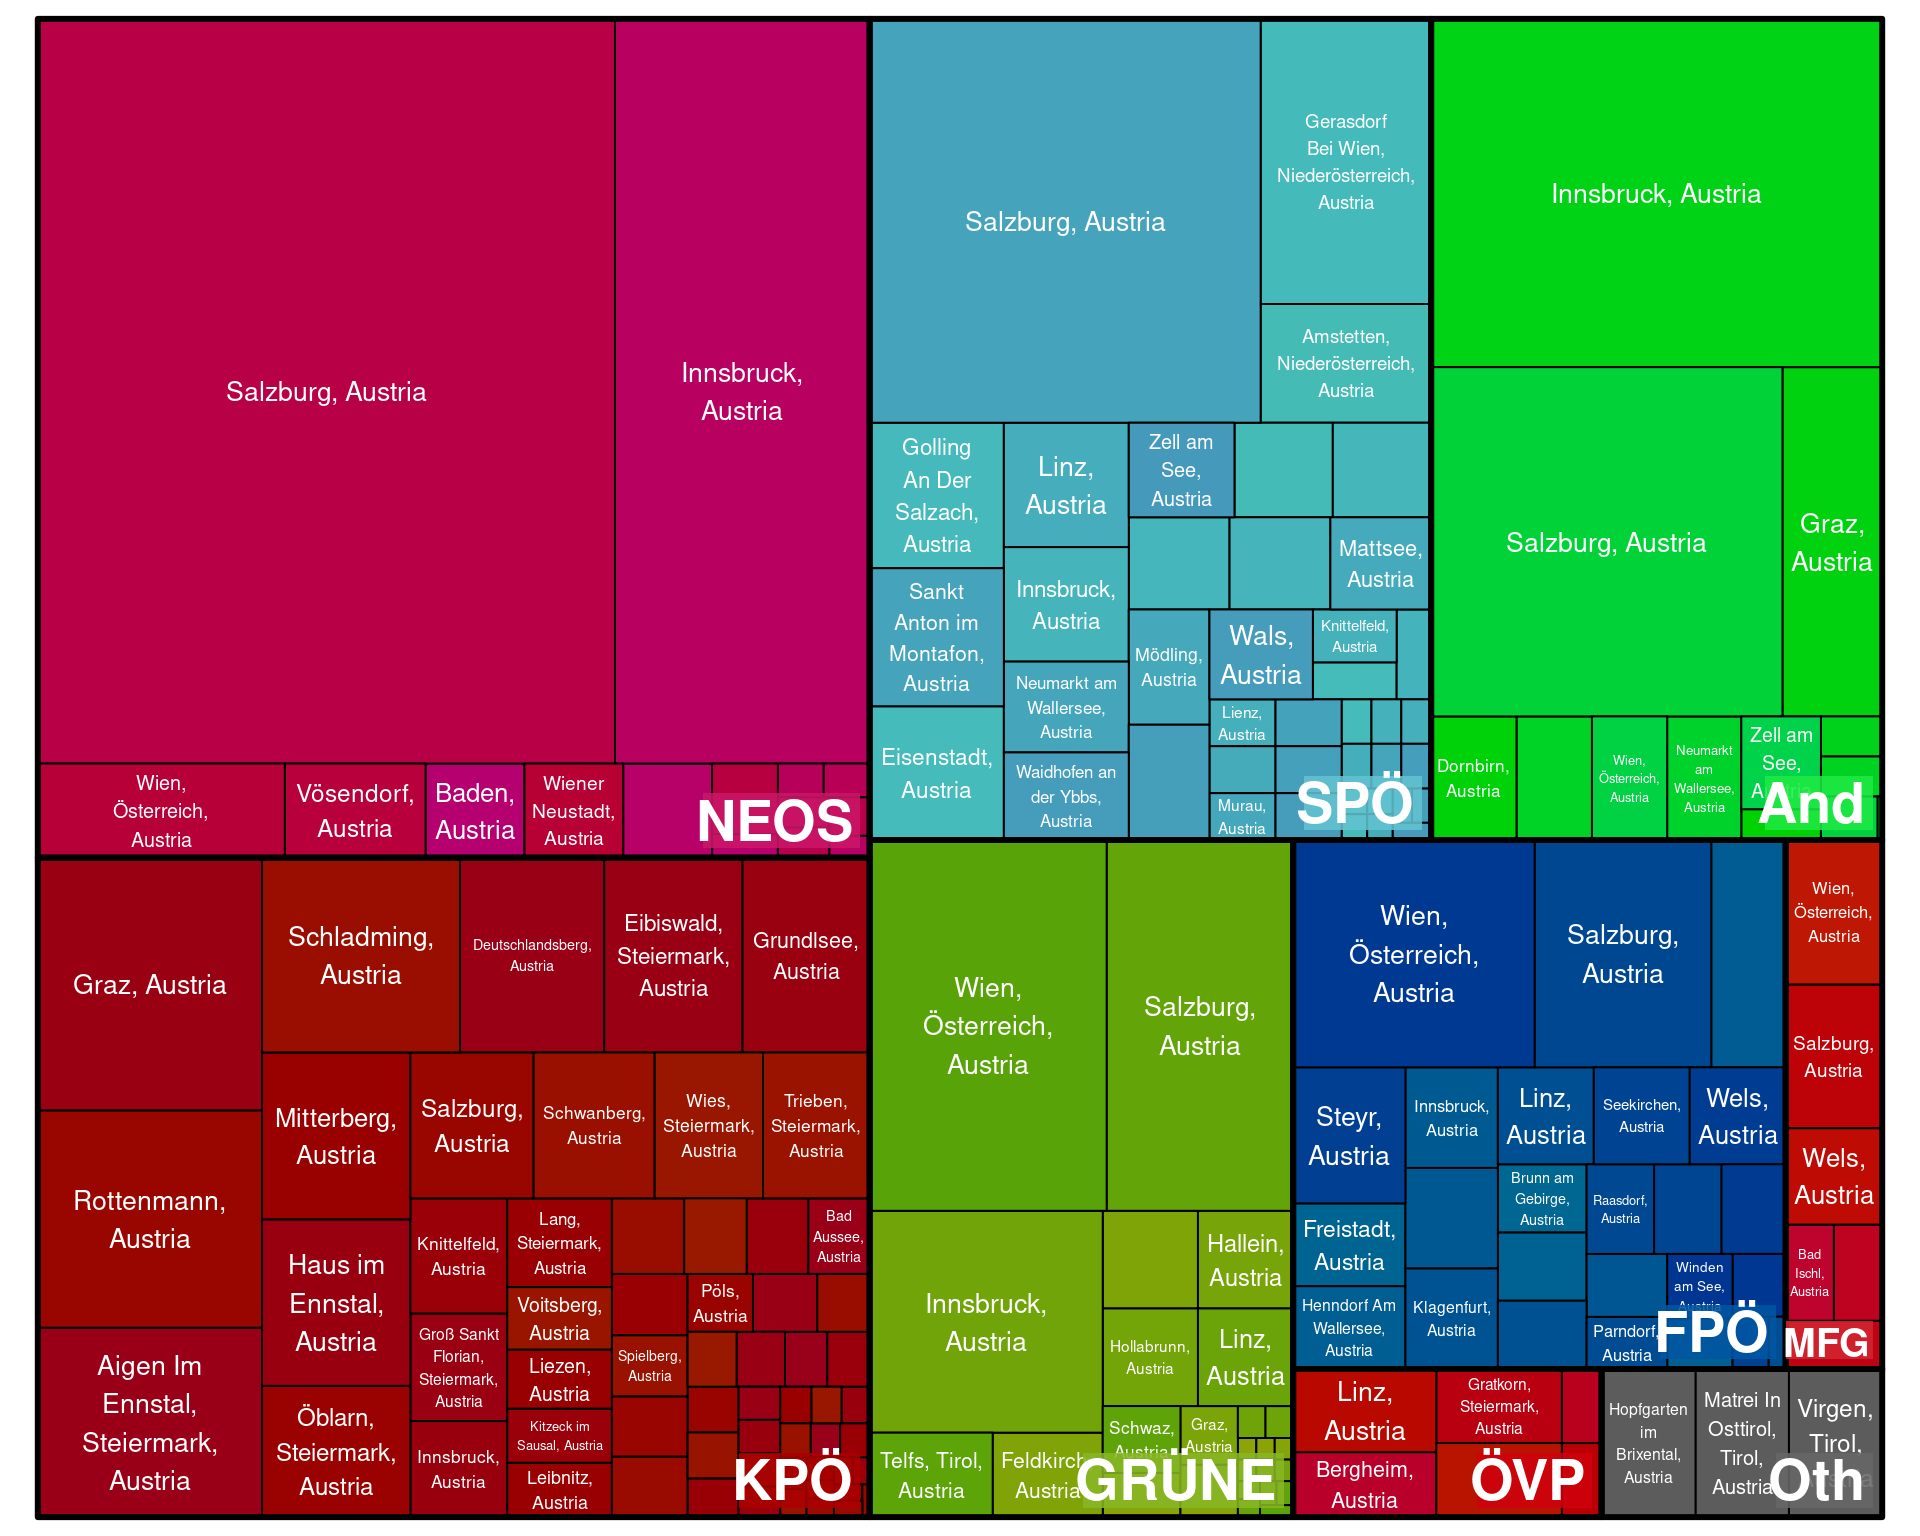 Salzburg, Austria
Innsbruck,
Austria
Wien,
Österreich,
Austria
Vösendorf,
Austria
Baden,
Austria
Wiener
Neustadt,
Austria
NEOS
Salzburg, Austria
Gerasdorf
Bei Wien,
Niederösterreich,
Austria
Amstetten,
Niederösterreich,
Austria
Golling
An Der
Salzach,
Austria
Linz,
Austria
Zell am
See,
Austria
Sankt
Anton im
Montafon,
Austria
Innsbruck,
Austria
Mattsee,
Austria
Mödling,
Austria
Wals,
Austria
Knittelfeld,
Austria
Neumarkt am
Wallersee,
Austria
Lienz,
Austria
Eisenstadt,
Austria
Waidhofen an
der Ybbs,
Austria
Murau,
Austria
SPÖ
Innsbruck, Austria
Salzburg, Austria
Graz,
Austria
Dornbirn,
Austria
Wien,
Österreich,
Austria
Neumarkt
am
Wallersee,
Austria
Zell am
See,
Austria
And
Graz, Austria
Schladming,
Austria
Deutschlandsberg,
Austria
Eibiswald,
Steiermark,
Austria
Grundlsee,
Austria
Rottenmann,
Austria
Mitterberg,
Austria
Salzburg,
Austria
Schwanberg,
Austria
Wies,
Steiermark,
Austria
Trieben,
Steiermark,
Austria
Aigen Im
Ennstal,
Steiermark,
Austria
Haus im
Ennstal,
Austria
Öblarn,
Steiermark,
Austria
Knittelfeld,
Austria
Groß Sankt
Florian,
Steiermark,
Austria
Innsbruck,
Austria
Lang,
Steiermark,
Austria
Voitsberg,
Austria
Liezen,
Austria
Kitzeck im
Sausal, Austria
Leibnitz,
Austria
Bad
Aussee,
Austria
Pöls,
Austria
Spielberg,
Austria
KPÖ
Wien,
Österreich,
Austria
Salzburg,
Austria
Innsbruck,
Austria
Hallein,
Austria
Hollabrunn,
Austria
Linz,
Austria
Telfs, Tirol,
Austria
Feldkirch,
Austria
Schwaz,
Austria
Graz,
Austria
GRÜNE
Wien,
Österreich,
Austria
Salzburg,
Austria
Steyr,
Austria
Innsbruck,
Austria
Linz,
Austria
Seekirchen,
Austria
Wels,
Austria
Freistadt,
Austria
Brunn am
Gebirge,
Austria
Raasdorf,
Austria
Henndorf Am
Wallersee,
Austria
Klagenfurt,
Austria
Winden
am See,
Austria
Parndorf,
Austria
FPÖ
Wien,
Österreich,
Austria
Salzburg,
Austria
Wels,
Austria
Bad
Ischl,
Austria
MFG
Linz,
Austria
Gratkorn,
Steiermark,
Austria
Bergheim,
Austria
ÖVP
Hopfgarten
im
Brixental,
Austria
Matrei In
Osttirol,
Tirol,
Austria
Virgen,
Tirol,
Austria
Oth